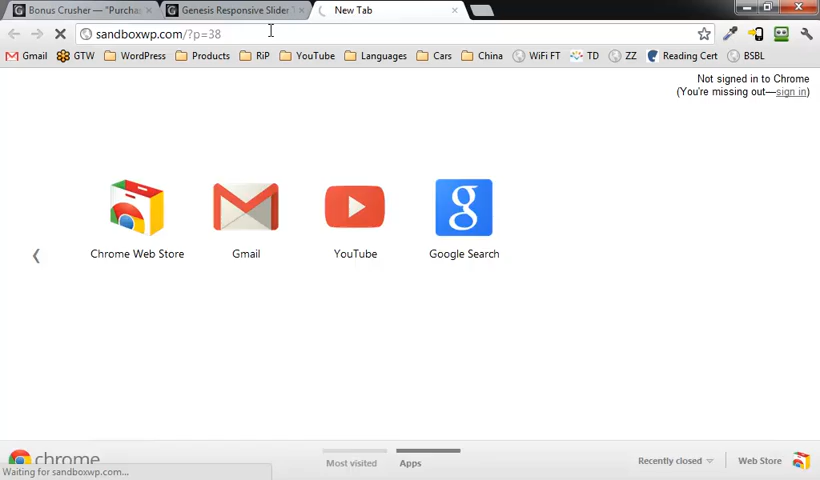 Bonus Crusher — "Purcha
Genesis Responsive Slider
New Tab
sandboxwp.com/?p=38
Gmail
GTW
WordPress
Products
RiP
YouTube
Languages
Cars
China
WiFi FT
TD
ZZ
Reading Cert
BSBL
Not signed in to Chrome
(You're missing out—sign in)
Chrome Web Store
Gmail
YouTube
Google Search
chrome
Waiting for sandboxwp.com...
Most visited
Apps
Recently closed
Web Store